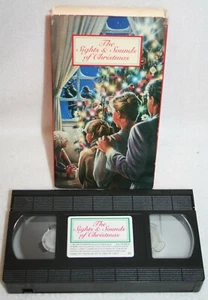 The
Sights & Sounds
of Christmas
The
Sights & Sounds
of Christmas